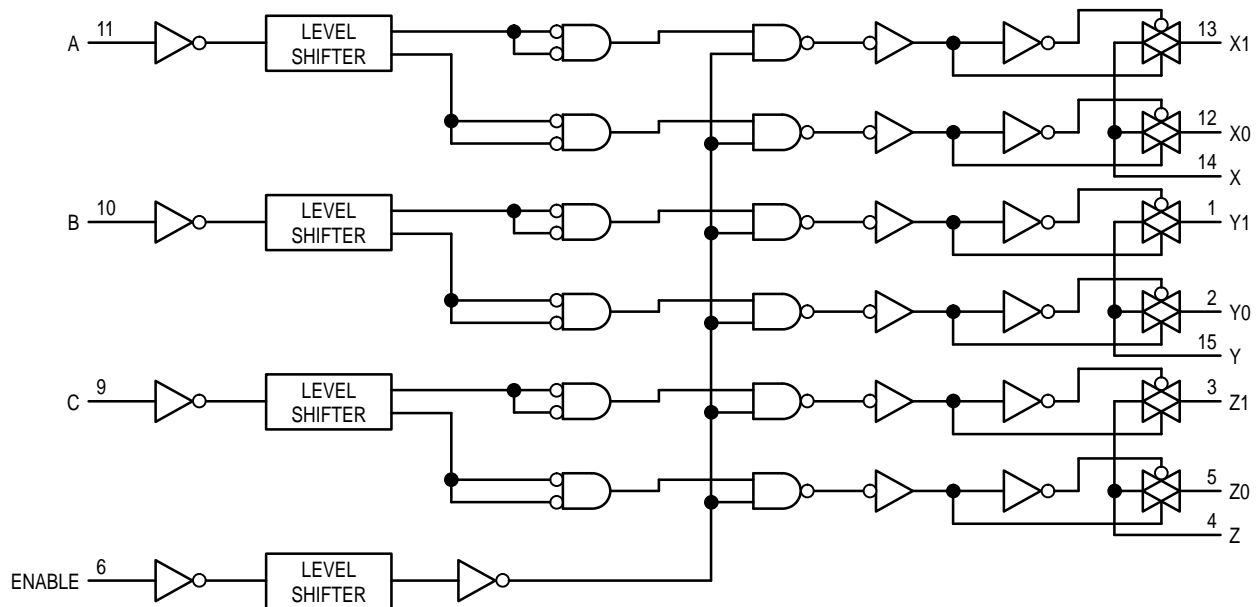 11
A
LEVEL
SHIFTER
13
X1
12
X0
14
X
10
B
LEVEL
SHIFTER
1
Y1
2
Y0
15
Y
9
C
LEVEL
SHIFTER
3
Z1
5
Z0
4
Z
ENABLE 6
LEVEL
SHIFTER